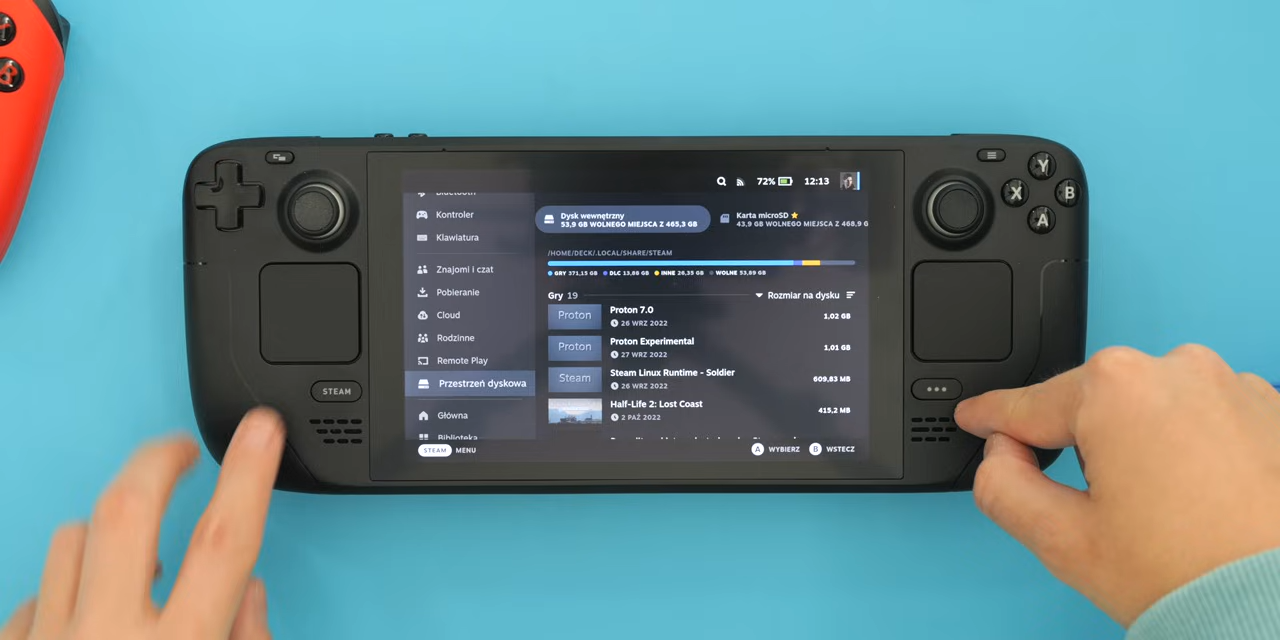 72% 12:13
Bluetooth
Kontroler
Klawiatura
Znajomi i czat
Pobieranie
Cloud
Rodzinne
Remote Play
Przestrzeń dyskowa
Główna
Biblioteka
STEAM MENU
Dysk wewnętrzny
53,9 GB WOLNEGO MIEJSCA Z 465,3 GB
Karta microSD
43,9 GB WOLNEGO MIEJSCA Z 468,9 G
/HOME/DECK/.LOCAL/SHARE/STEAM
GRY 371,15 GB DLC 13,88 GB INNE 26,35 GB WOLNE 53,89 GB
Gry 19 Rozmiar na dysku
Proton
Proton 7.0
26 WRZ 2022
1,02 GB
Proton
Proton Experimental
27 WRZ 2022
1,01 GB
Steam
Steam Linux Runtime - Soldier
26 WRZ 2022
609,83 MB
Half-Life 2: Lost Coast
2 PAŹ 2022
415,2 MB
A WYBIERZ B WSTECZ
STEAM
Y
X
B
A